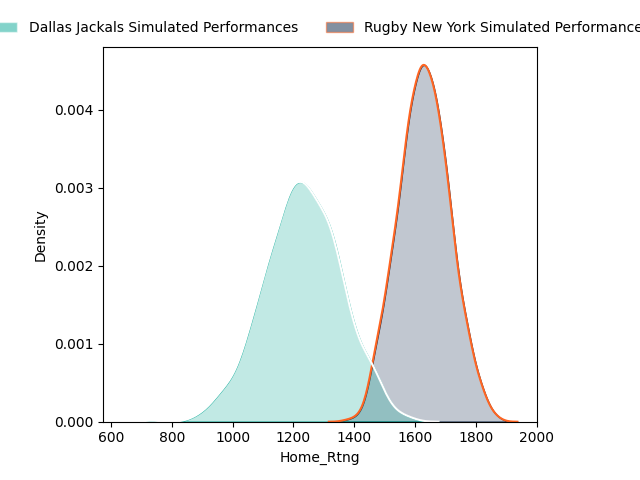 Dallas Jackals Simulated Performances
Rugby New York Simulated Performance
Density
0.004
0.003
0.002
0.001
0.000
600 800 1000 1200 1400 1600 1800 2000
Home_Rtng